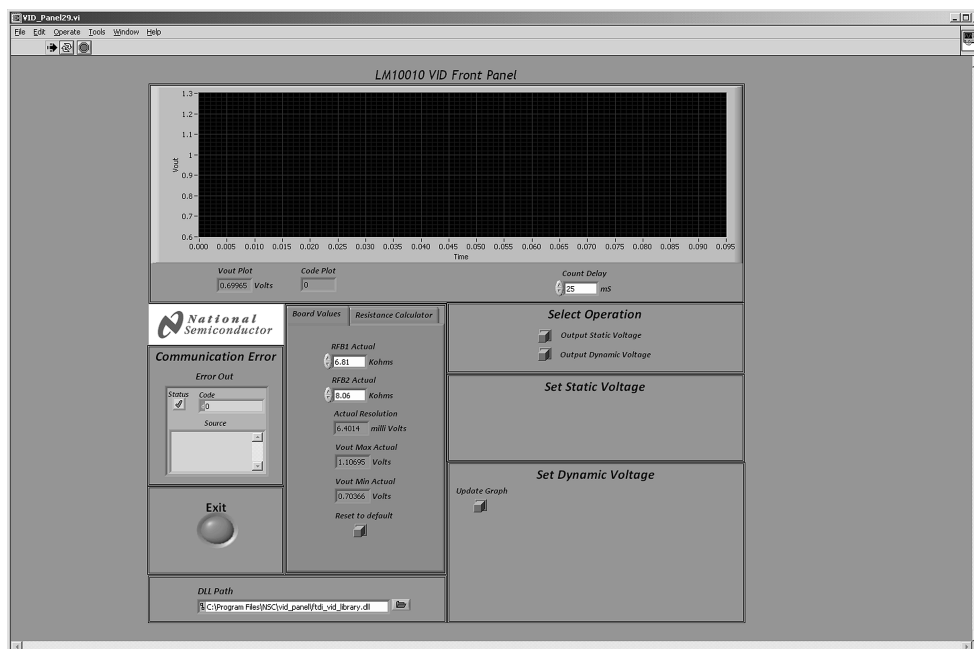 VID_Panel29.vi
File Edit Operate Tools Window Help
LM10010 VID Front Panel
1.3
1.2
1.1
1
0.9
0.8
0.7
0.6
Vout
0.000 0.005 0.010 0.015 0.020 0.025 0.030 0.035 0.040 0.045 0.050 0.055 0.060 0.065 0.070 0.075 0.080 0.085 0.090 0.095
Time
Vout Plot
0.69965 Volts
Code Plot
0
Count Delay
25 mS
National
Semiconductor
Communication Error
Error Out
Status Code
0
Source
Exit
Board Values Resistance Calculator
RFB1 Actual
6.81 Kohms
RFB2 Actual
8.06 Kohms
Actual Resolution
6.4014 milli Volts
Vout Max Actual
1.10695 Volts
Vout Min Actual
0.70366 Volts
Reset to default
Select Operation
Output Static Voltage
Output Dynamic Voltage
Set Static Voltage
Set Dynamic Voltage
Update Graph
DLL Path
C:\Program Files\NSC\vid_panel\ftdi_vid_library.dll